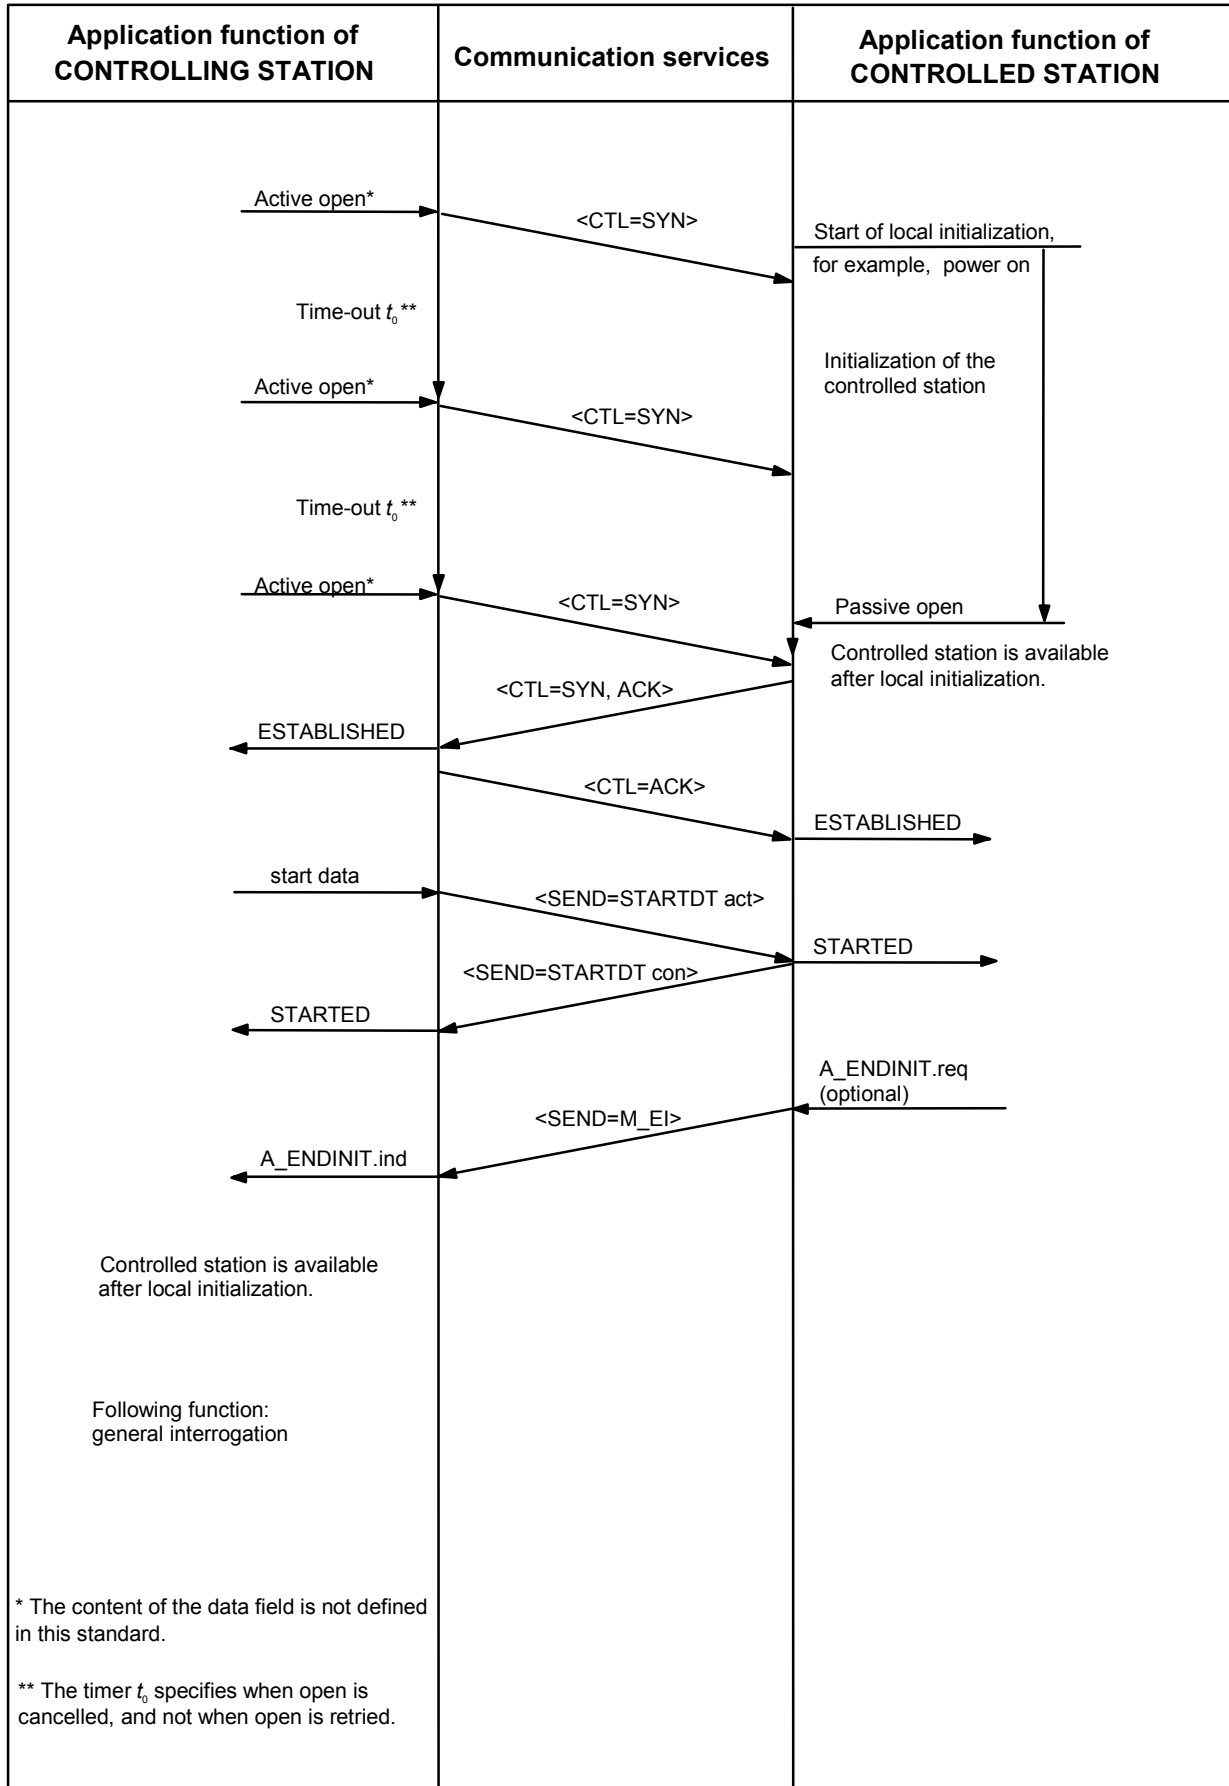 Application function of
CONTROLLING STATION
Communication services
Application function of
CONTROLLED STATION
Active open*
<CTL=SYN>
Start of local initialization,
for example, power on
Time-out t₀**
Initialization of the
controlled station
Active open*
<CTL=SYN>
Time-out t₀**
Active open*
<CTL=SYN>
Passive open
Controlled station is available
after local initialization.
<CTL=SYN, ACK>
ESTABLISHED
<CTL=ACK>
ESTABLISHED
start data
<SEND=STARTDT act>
STARTED
<SEND=STARTDT con>
STARTED
A_ENDINIT.req
(optional)
<SEND=M_EI>
A_ENDINIT.ind
Controlled station is available
after local initialization.
Following function:
general interrogation
* The content of the data field is not defined
in this standard.
** The timer t₀ specifies when open is
cancelled, and not when open is retried.